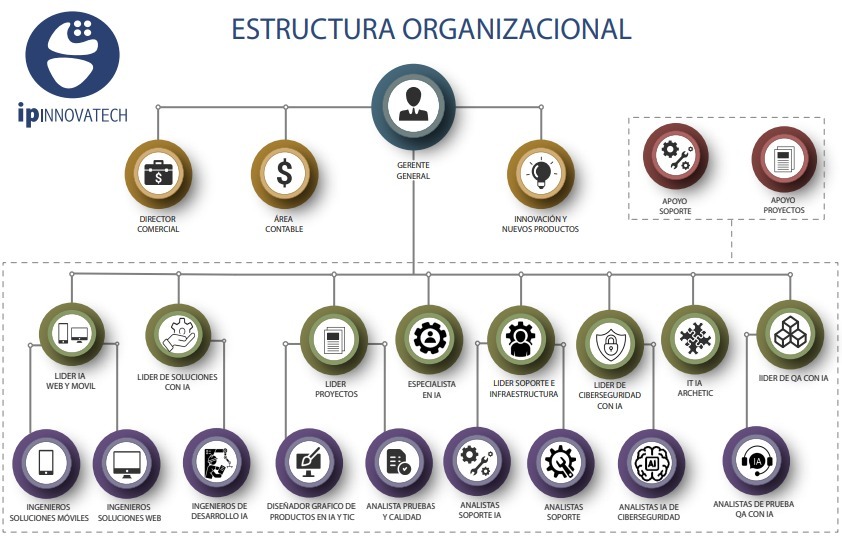 ESTRUCTURA ORGANIZACIONAL
ipINNOVATECH
GERENTE
GENERAL
DIRECTOR
COMERCIAL
$
ÁREA
CONTABLE
INNOVACIÓN Y
NUEVOS PRODUCTOS
APOYO
SOPORTE
APOYO
PROYECTOS
LIDER IA
WEB Y MOVIL
LIDER DE SOLUCIONES
CON IA
LIDER
PROYECTOS
ESPECIALISTA
EN IA
LIDER SOPORTE E
INFRAESTRUCTURA
LIDER DE
CIBERSEGURIDAD
CON IA
IT IA
ARCHETIC
lIDER DE QA CON IA
INGENIEROS
SOLUCIONES MÓVILES
INGENIEROS
SOLUCIONES WEB
INGENIEROS DE
DESARROLLO IA
DISEÑADOR GRAFICO DE
PRODUCTOS EN IA Y TIC
ANALISTA PRUEBAS
Y CALIDAD
ANALISTAS
SOPORTE IA
ANALISTAS
SOPORTE
AI
ANALISTAS IA DE
CIBERSEGURIDAD
IA
ANALISTAS DE PRUEBA
QA CON IA